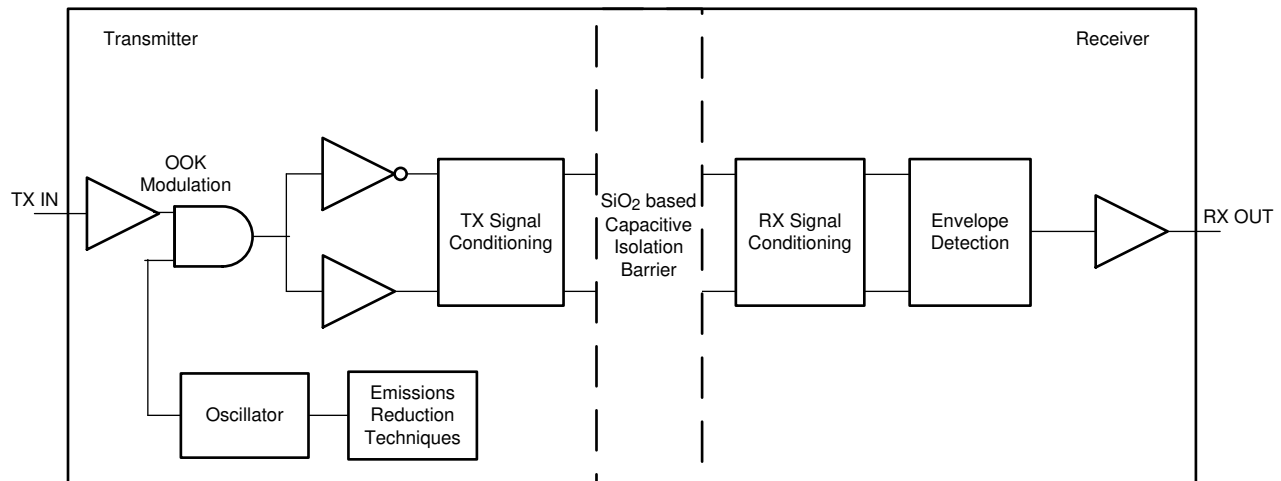 Transmitter
Receiver
OOK
Modulation
TX IN
TX Signal
Conditioning
SiO2 based
Capacitive
Isolation
Barrier
RX Signal
Conditioning
Envelope
Detection
RX OUT
Oscillator
Emissions
Reduction
Techniques